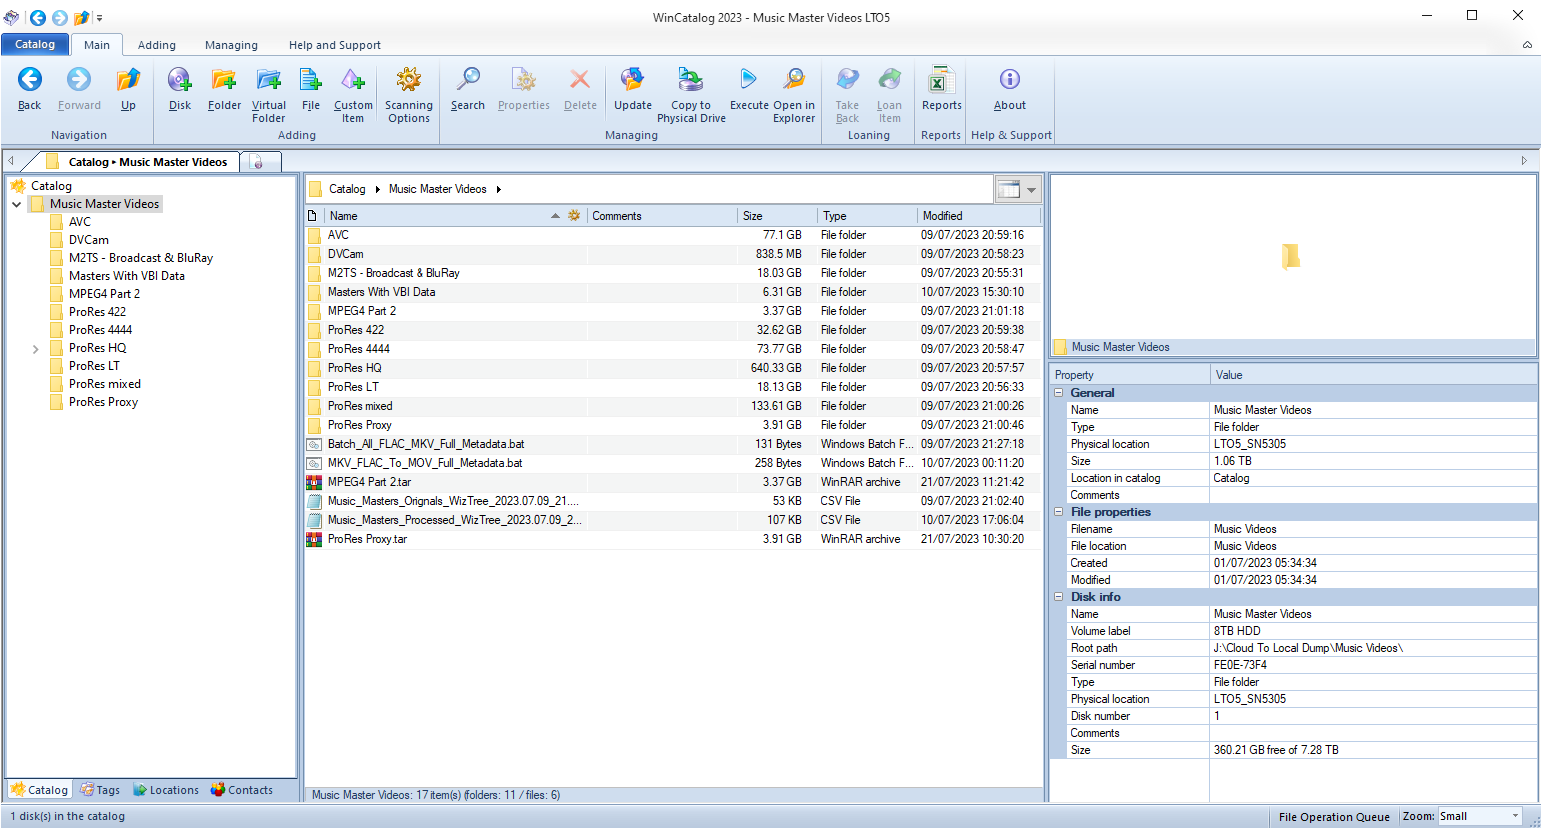 WinCatalog 2023 - Music Master Videos LTO5
Catalog Main Adding Managing Help and Support
Back Forward Up Disk Folder Virtual Folder File Custom Item Scanning Options Search Properties Delete Update Copy to Physical Drive Execute Open in Explorer Take Back Loan Item Reports About
Navigation Adding Managing Loaning Reports Help & Support
Catalog ▸ Music Master Videos
Catalog
Music Master Videos
AVC
DVCam
M2TS - Broadcast & BluRay
Masters With VBI Data
MPEG4 Part 2
ProRes 422
ProRes 4444
ProRes HQ
ProRes LT
ProRes mixed
ProRes Proxy
Catalog Tags Locations Contacts
Catalog ▸ Music Master Videos ▸
Name Comments Size Type Modified
AVC 77.1 GB File folder 09/07/2023 20:59:16
DVCam 838.5 MB File folder 09/07/2023 20:58:23
M2TS - Broadcast & BluRay 18.03 GB File folder 09/07/2023 20:55:31
Masters With VBI Data 6.31 GB File folder 10/07/2023 15:30:10
MPEG4 Part 2 3.37 GB File folder 09/07/2023 21:01:18
ProRes 422 32.62 GB File folder 09/07/2023 20:59:38
ProRes 4444 73.77 GB File folder 09/07/2023 20:58:47
ProRes HQ 640.33 GB File folder 09/07/2023 20:57:57
ProRes LT 18.13 GB File folder 09/07/2023 20:56:33
ProRes mixed 133.61 GB File folder 09/07/2023 21:00:26
ProRes Proxy 3.91 GB File folder 09/07/2023 21:00:46
Batch_All_FLAC_MKV_Full_Metadata.bat 131 Bytes Windows Batch F... 09/07/2023 21:27:18
MKV_FLAC_To_MOV_Full_Metadata.bat 258 Bytes Windows Batch F... 10/07/2023 00:11:20
MPEG4 Part 2.tar 3.37 GB WinRAR archive 21/07/2023 11:21:42
Music_Masters_Orignals_WizTree_2023.07.09_21.... 53 KB CSV File 09/07/2023 21:02:40
Music_Masters_Processed_WizTree_2023.07.09_2... 107 KB CSV File 10/07/2023 17:06:04
ProRes Proxy.tar 3.91 GB WinRAR archive 21/07/2023 10:30:20
Music Master Videos: 17 item(s) (folders: 11 / files: 6)
Music Master Videos
Property Value
General
Name Music Master Videos
Type File folder
Physical location LTO5_SN5305
Size 1.06 TB
Location in catalog Catalog
Comments
File properties
Filename Music Videos
File location Music Videos
Created 01/07/2023 05:34:34
Modified 01/07/2023 05:34:34
Disk info
Name Music Master Videos
Volume label 8TB HDD
Root path J:\Cloud To Local Dump\Music Videos\
Serial number FE0E-73F4
Type File folder
Physical location LTO5_SN5305
Disk number 1
Comments
Size 360.21 GB free of 7.28 TB
1 disk(s) in the catalog File Operation Queue Zoom: Small